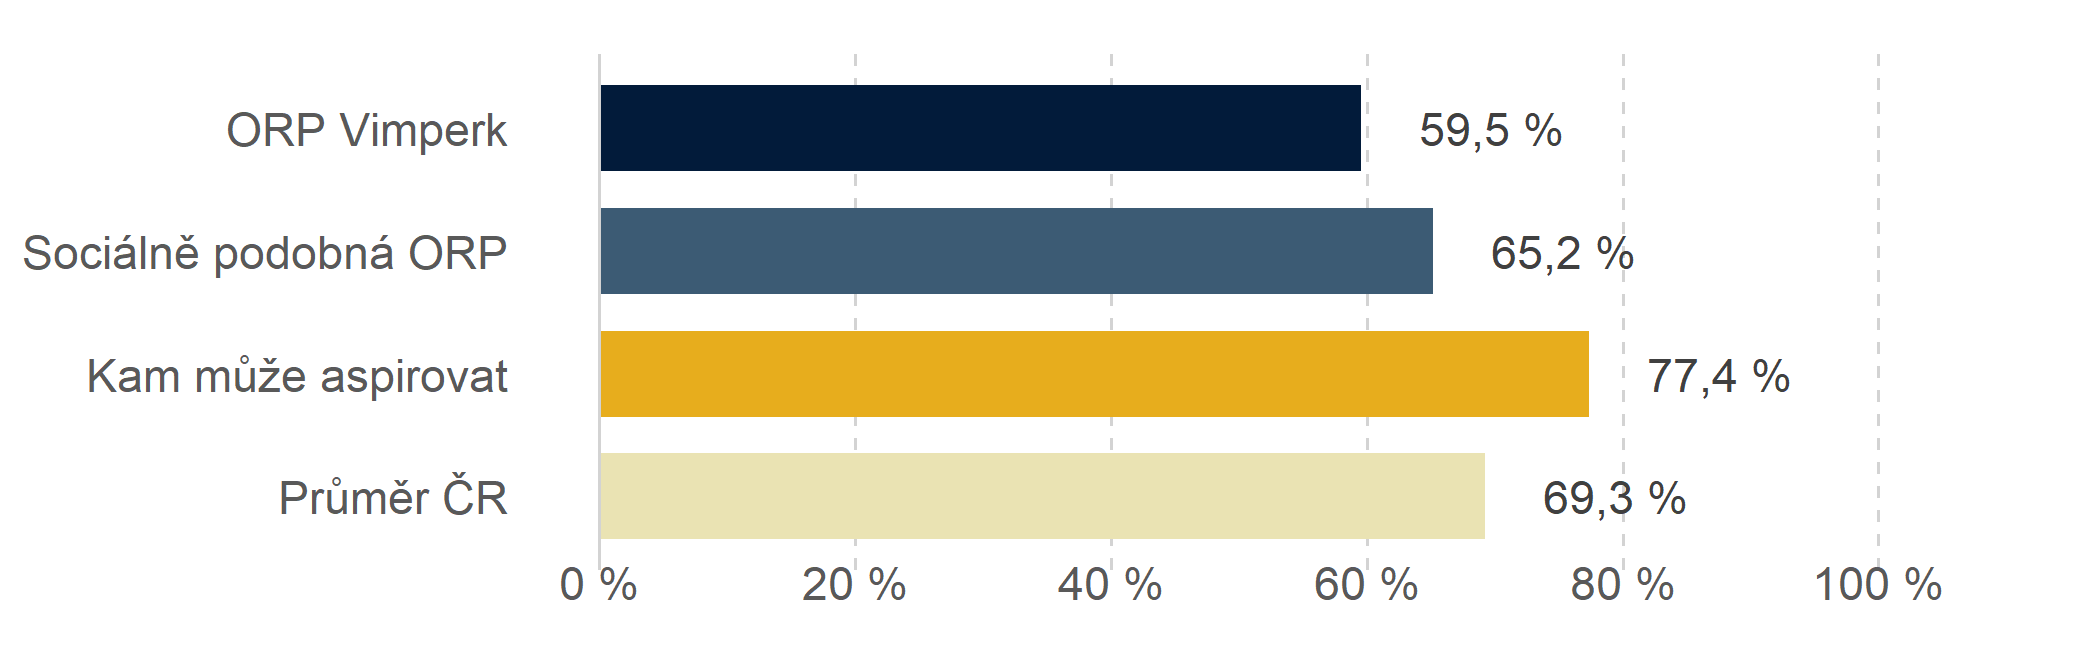 ORP Vimperk 59,5 %
Sociálně podobná ORP 65,2 %
Kam může aspirovat 77,4 %
Průměr ČR 69,3 %
0 % 20 % 40 % 60 % 80 % 100 %